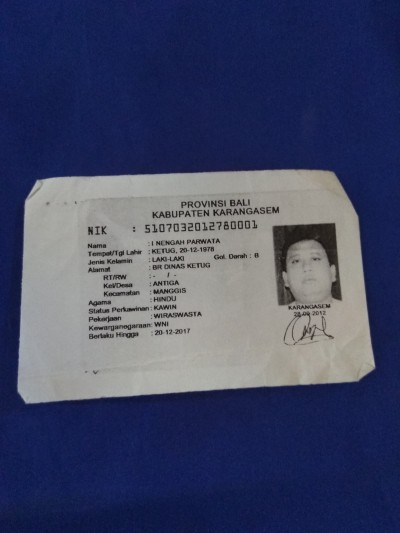 PROVINSI BALI
KABUPATEN KARANGASEM
NIK : 5107032012780001
Nama : I NENGAH PARWATA
Tempat/Tgl Lahir : KETUG, 20-12-1978
Jenis Kelamin : LAKI-LAKI Gol. Darah : B
Alamat : BR DINAS KETUG
RT/RW : - / -
Kel/Desa : ANTIGA
Kecamatan : MANGGIS
Agama : HINDU
Status Perkawinan : KAWIN
Pekerjaan : WIRASWASTA
Kewarganegaraan : WNI
Berlaku Hingga : 20-12-2017
KARANGASEM
28-09-2012